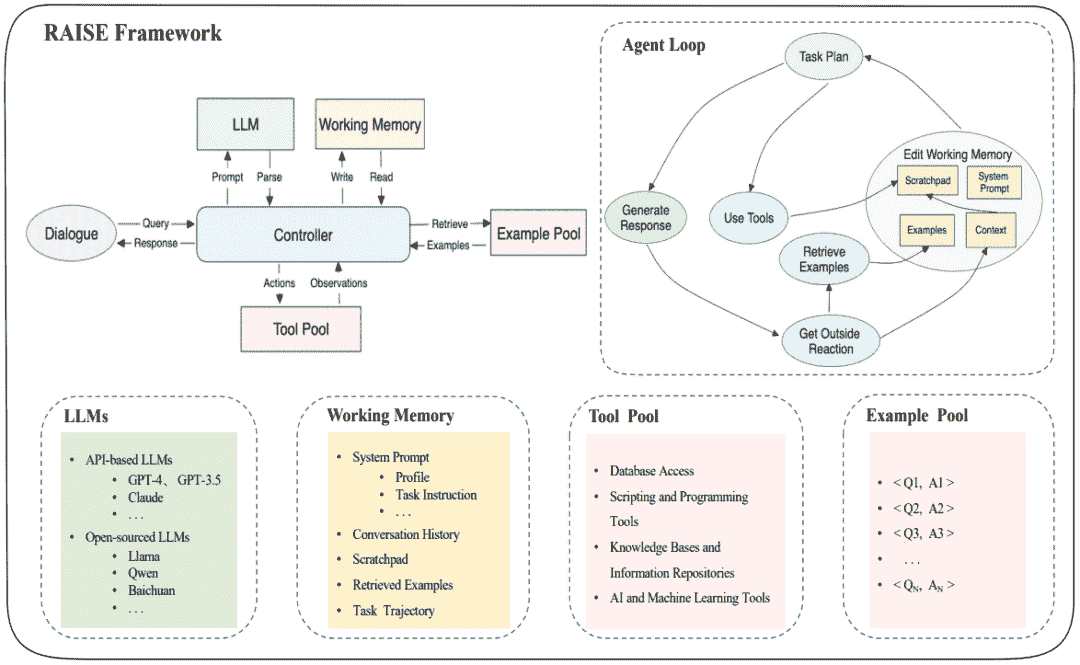 RAISE Framework
LLM
Working Memory
Prompt
Parse
Write
Read
Dialogue
Query
Response
Controller
Retrieve
Examples
Example Pool
Actions
Observations
Tool Pool
Agent Loop
Task Plan
Edit Working Memory
Scratchpad
System
Prompt
Examples
Context
Generate
Response
Use Tools
Retrieve
Examples
Get Outside
Reaction
LLMs
• API-based LLMs
• GPT-4、GPT-3.5
• Claude
• . . .
• Open-sourced LLMs
• Llama
• Qwen
• Baichuan
• . . .
Working Memory
• System Prompt
• Profile
• Task Instruction
• . . .
• Conversation History
• Scratchpad
• Retrieved Examples
• Task Trajectory
Tool Pool
• Database Access
• Scripting and Programming
Tools
• Knowledge Bases and
Information Repositories
• AI and Machine Learning Tools
Example Pool
• < Q1, A1 >
• < Q2, A2 >
• < Q3, A3 >
• . . .
• < QN, AN >